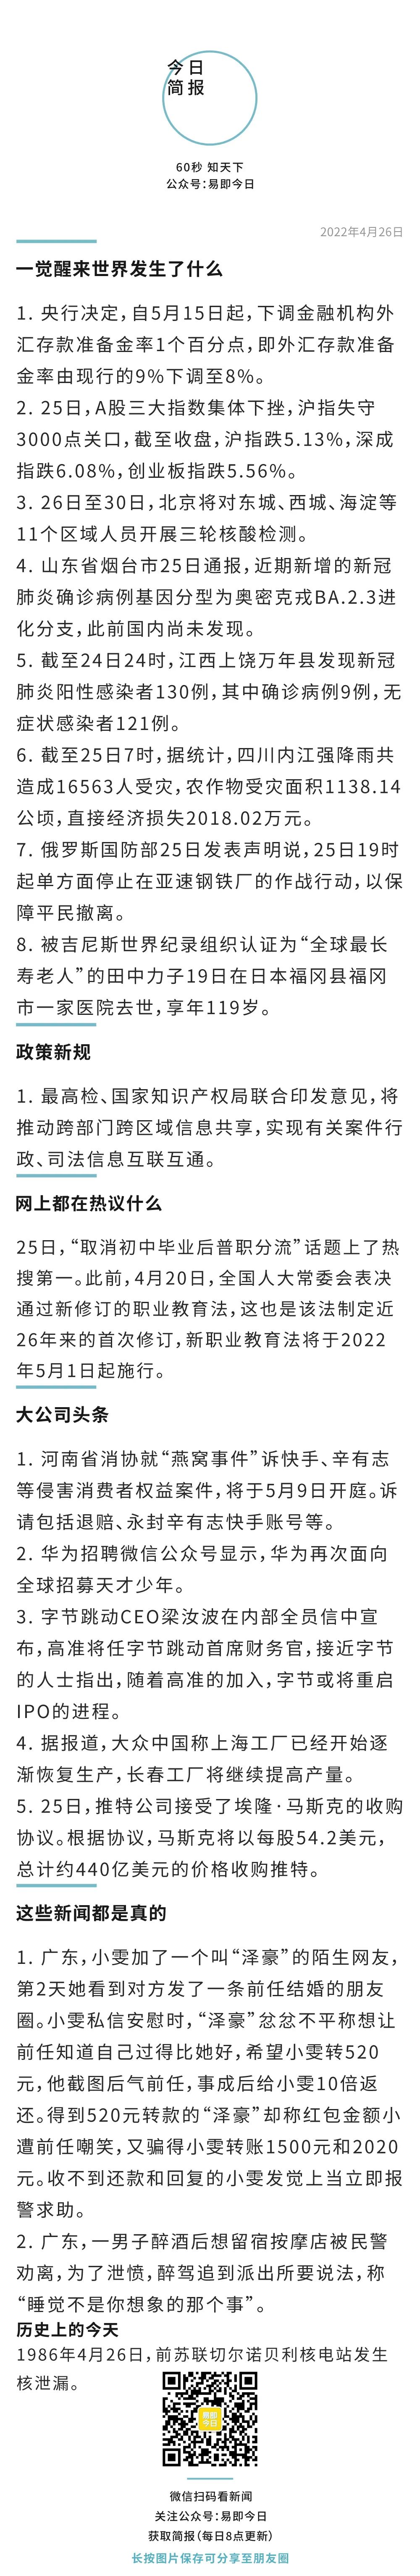 今日
简报
60秒 知天下
公众号:易即今日
2022年4月26日
一觉醒来世界发生了什么
1. 央行决定,自5月15日起,下调金融机构外
汇存款准备金率1个百分点,即外汇存款准备
金率由现行的9%下调至8%。
2. 25日,A股三大指数集体下挫,沪指失守
3000点关口,截至收盘,沪指跌5.13%,深成
指跌6.08%,创业板指跌5.56%。
3. 26日至30日,北京将对东城、西城、海淀等
11个区域人员开展三轮核酸检测。
4. 山东省烟台市25日通报,近期新增的新冠
肺炎确诊病例基因分型为奥密克戎BA.2.3进
化分支,此前国内尚未发现。
5. 截至24日24时,江西上饶万年县发现新冠
肺炎阳性感染者130例,其中确诊病例9例,无
症状感染者121例。
6. 截至25日7时,据统计,四川内江强降雨共
造成16563人受灾,农作物受灾面积1138.14
公顷,直接经济损失2018.02万元。
7. 俄罗斯国防部25日发表声明说,25日19时
起单方面停止在亚速钢铁厂的作战行动,以保
障平民撤离。
8. 被吉尼斯世界纪录组织认证为“全球最长
寿老人”的田中力子19日在日本福冈县福冈
市一家医院去世,享年119岁。
政策新规
1. 最高检、国家知识产权局联合印发意见,将
推动跨部门跨区域信息共享,实现有关案件行
政、司法信息互联互通。
网上都在热议什么
25日,“取消初中毕业后普职分流”话题上了热
搜第一。此前,4月20日,全国人大常委会表决
通过新修订的职业教育法,这也是该法制定近
26年来的首次修订,新职业教育法将于2022
年5月1日起施行。
大公司头条
1. 河南省消协就“燕窝事件”诉快手、辛有志
等侵害消费者权益案件,将于5月9日开庭。诉
请包括退赔、永封辛有志快手账号等。
2. 华为招聘微信公众号显示,华为再次面向
全球招募天才少年。
3. 字节跳动CEO梁汝波在内部全员信中宣
布,高准将任字节跳动首席财务官,接近字节
的人士指出,随着高准的加入,字节或将重启
IPO的进程。
4. 据报道,大众中国称上海工厂已经开始逐
渐恢复生产,长春工厂将继续提高产量。
5. 25日,推特公司接受了埃隆·马斯克的收购
协议。根据协议,马斯克将以每股54.2美元,
总计约440亿美元的价格收购推特。
这些新闻都是真的
1. 广东,小雯加了一个叫“泽豪”的陌生网友,
第2天她看到对方发了一条前任结婚的朋友
圈。小雯私信安慰时,“泽豪”忿忿不平称想让
前任知道自己过得比她好,希望小雯转520
元,他截图后气前任,事成后给小雯10倍返
还。得到520元转款的“泽豪”却称红包金额小
遭前任嘲笑,又骗得小雯转账1500元和2020
元。收不到还款和回复的小雯发觉上当立即报
警求助。
2. 广东,一男子醉酒后想留宿按摩店被民警
劝离,为了泄愤,醉驾追到派出所要说法,称
“睡觉不是你想象的那个事”。
历史上的今天
1986年4月26日,前苏联切尔诺贝利核电站发生
核泄漏。
易即
今日
微信扫码看新闻
关注公众号:易即今日
获取简报(每日8点更新)
长按图片保存可分享至朋友圈